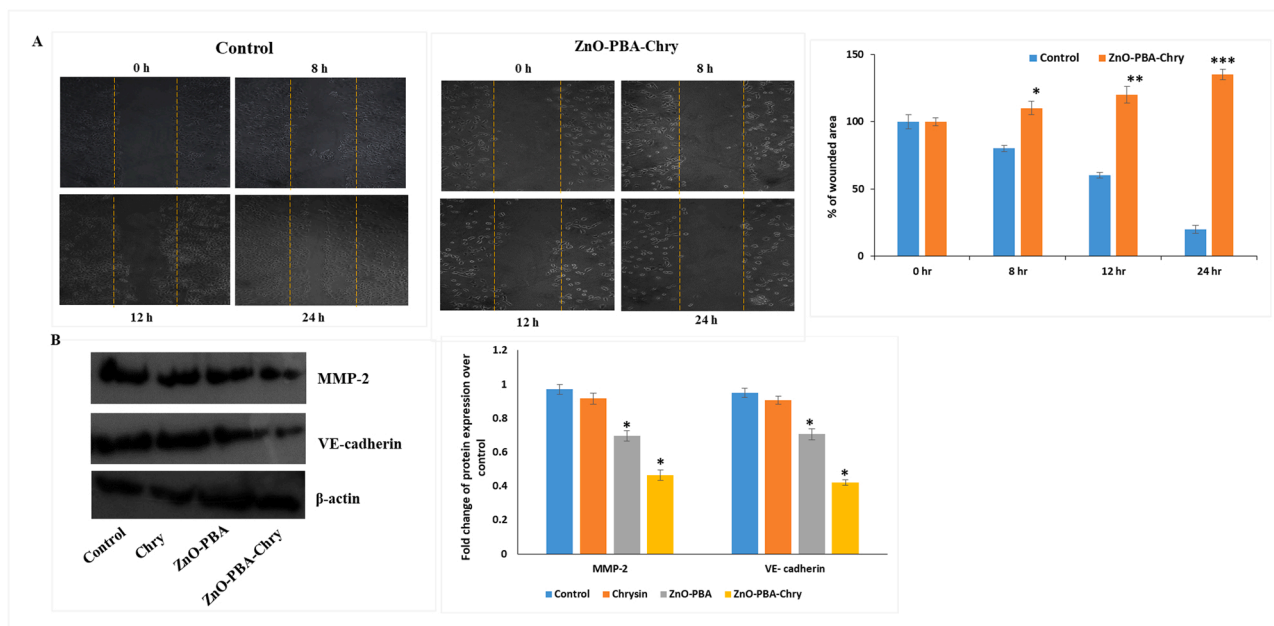 A
Control
0 h
8 h
12 h
24 h
ZnO-PBA-Chry
0 h
8 h
12 h
24 h
Control
ZnO-PBA-Chry
% of wounded area
150
100
50
0
*
**
***
0 hr
8 hr
12 hr
24 hr
B
MMP-2
VE-cadherin
β-actin
Control
Chry
ZnO-PBA
ZnO-PBA-Chry
Fold change of protein expression over
control
1.2
1
0.8
0.6
0.4
0.2
0
*
*
*
*
MMP-2
VE- cadherin
Control
Chrysin
ZnO-PBA
ZnO-PBA-Chry